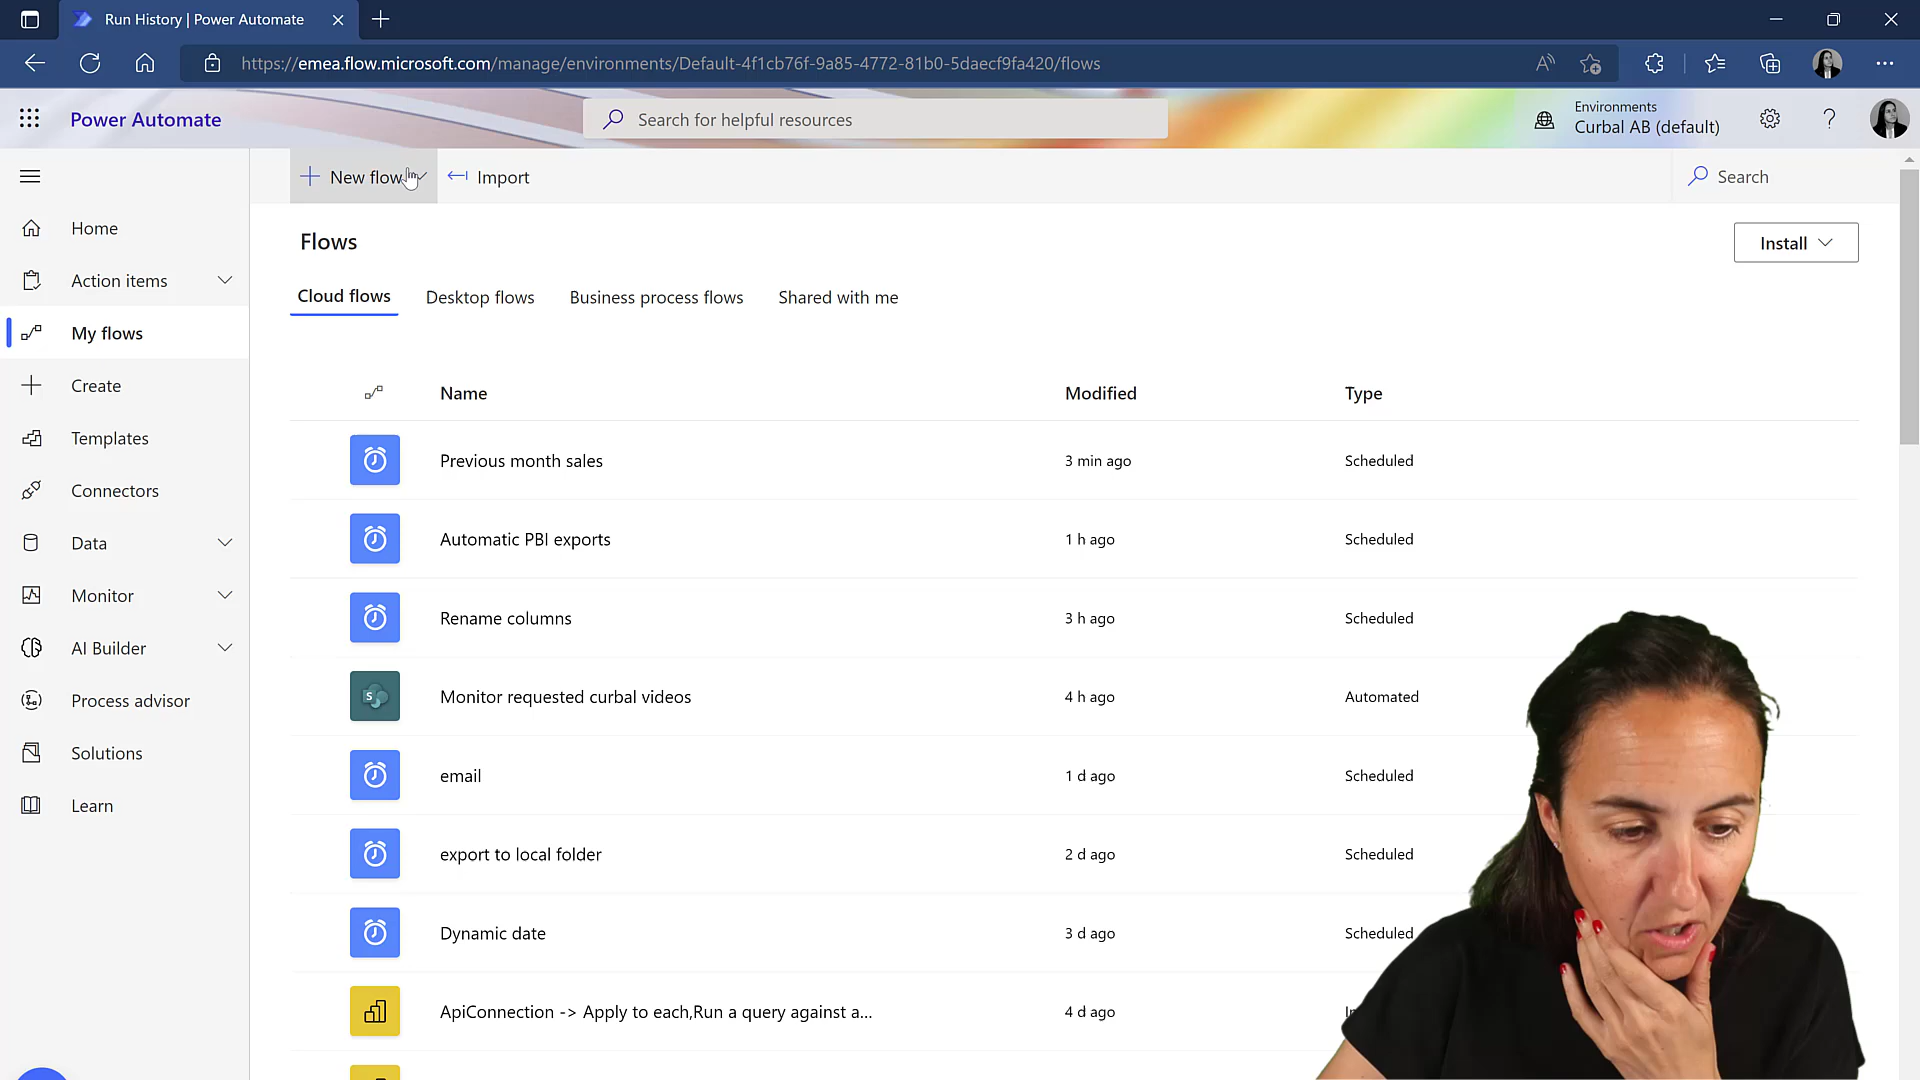 Run History | Power Automate
https://emea.flow.microsoft.com/manage/environments/Default-4f1cb76f-9a85-4772-81b0-5daecf9fa420/flows
Power Automate
Search for helpful resources
Environments
Curbal AB (default)
New flow
Import
Search
Home
Action items
My flows
Create
Templates
Connectors
Data
Monitor
AI Builder
Process advisor
Solutions
Learn
Flows
Install
Cloud flows Desktop flows Business process flows Shared with me
Name Modified Type
Previous month sales 3 min ago Scheduled
Automatic PBI exports 1 h ago Scheduled
Rename columns 3 h ago Scheduled
Monitor requested curbal videos 4 h ago Automated
email 1 d ago Scheduled
export to local folder 2 d ago Scheduled
Dynamic date 3 d ago Scheduled
ApiConnection -> Apply to each,Run a query against a... 4 d ago